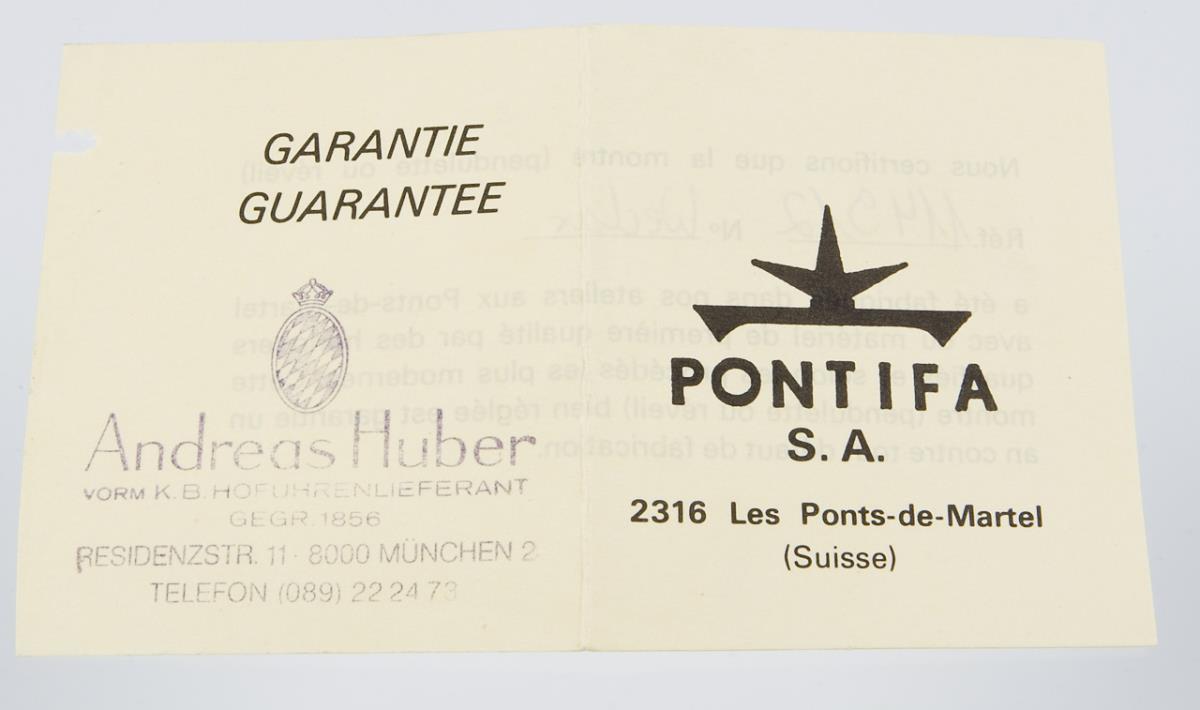 GARANTIE
GUARANTEE
Andreas Huber
VORM K. B. HOFUHRENLIEFERANT
GEGR. 1856
RESIDENZSTR. 11 · 8000 MÜNCHEN 2
TELEFON (089) 22 24 73
PONTIFA
S. A.
2316 Les Ponts-de-Martel
(Suisse)